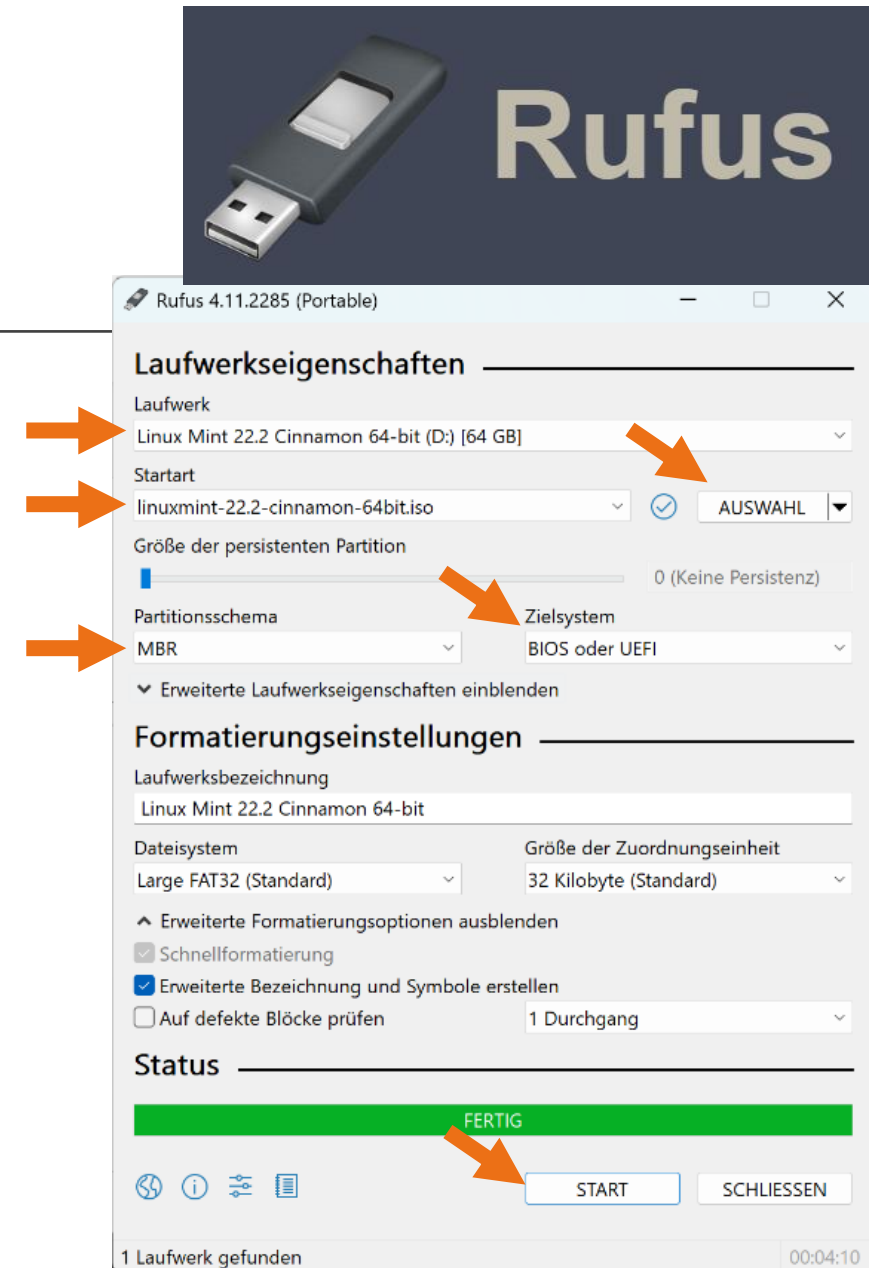 Rufus
Rufus 4.11.2285 (Portable)
Laufwerkseigenschaften
Laufwerk
Linux Mint 22.2 Cinnamon 64-bit (D:) [64 GB]
Startart
linuxmint-22.2-cinnamon-64bit.iso
AUSWAHL
Größe der persistenten Partition
0 (Keine Persistenz)
Partitionsschema
Zielsystem
MBR
BIOS oder UEFI
Erweiterte Laufwerkseigenschaften einblenden
Formatierungseinstellungen
Laufwerksbezeichnung
Linux Mint 22.2 Cinnamon 64-bit
Dateisystem
Größe der Zuordnungseinheit
Large FAT32 (Standard)
32 Kilobyte (Standard)
Erweiterte Formatierungsoptionen ausblenden
Schnellformatierung
Erweiterte Bezeichnung und Symbole erstellen
Auf defekte Blöcke prüfen
1 Durchgang
Status
FERTIG
START
SCHLIESSEN
1 Laufwerk gefunden
00:04:10